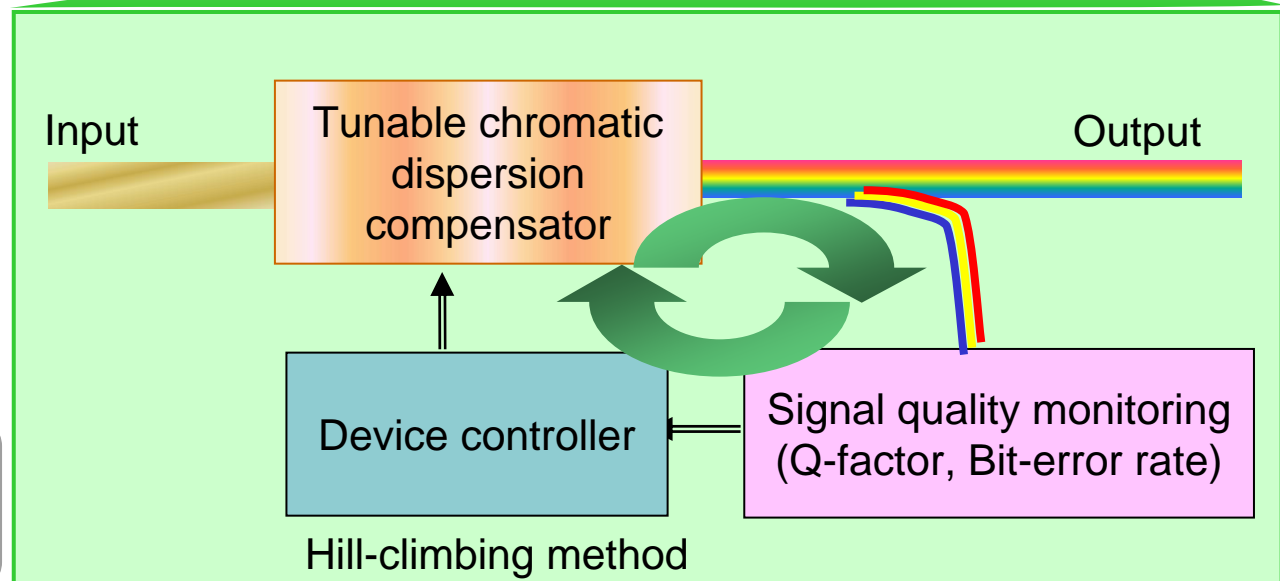 Input
Tunable chromatic
dispersion
compensator
Output
Device controller
Signal quality monitoring
(Q-factor, Bit-error rate)
Hill-climbing method